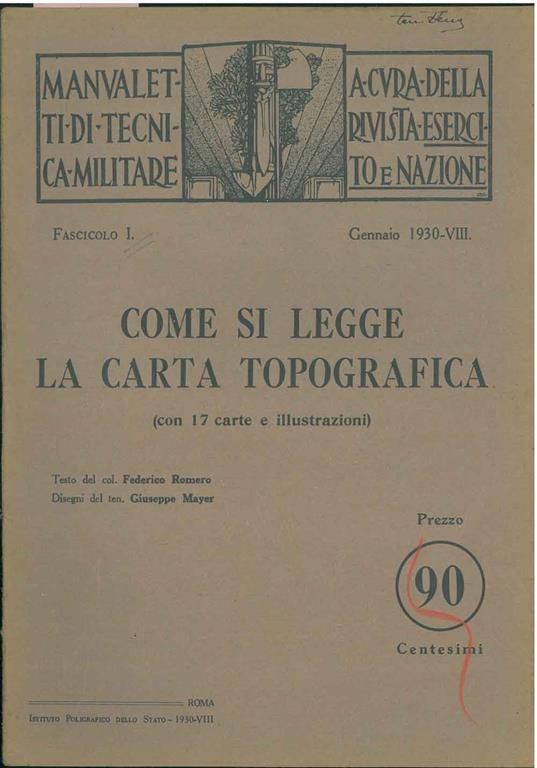 MANVALET-
TI·DI·TECNI-
CA·MILITARE
A·CVRA·DELLA
RIVISTA·ESERCI-
TO E NAZIONE
FASCICOLO I.
Gennaio 1930-VIII.
COME SI LEGGE
LA CARTA TOPOGRAFICA
(con 17 carte e illustrazioni)
Testo del col. Federico Romero
Disegni del ten. Giuseppe Mayer
Prezzo
90
Centesimi
ROMA
ISTITUTO POLIGRAFICO DELLO STATO - 1930-VIII